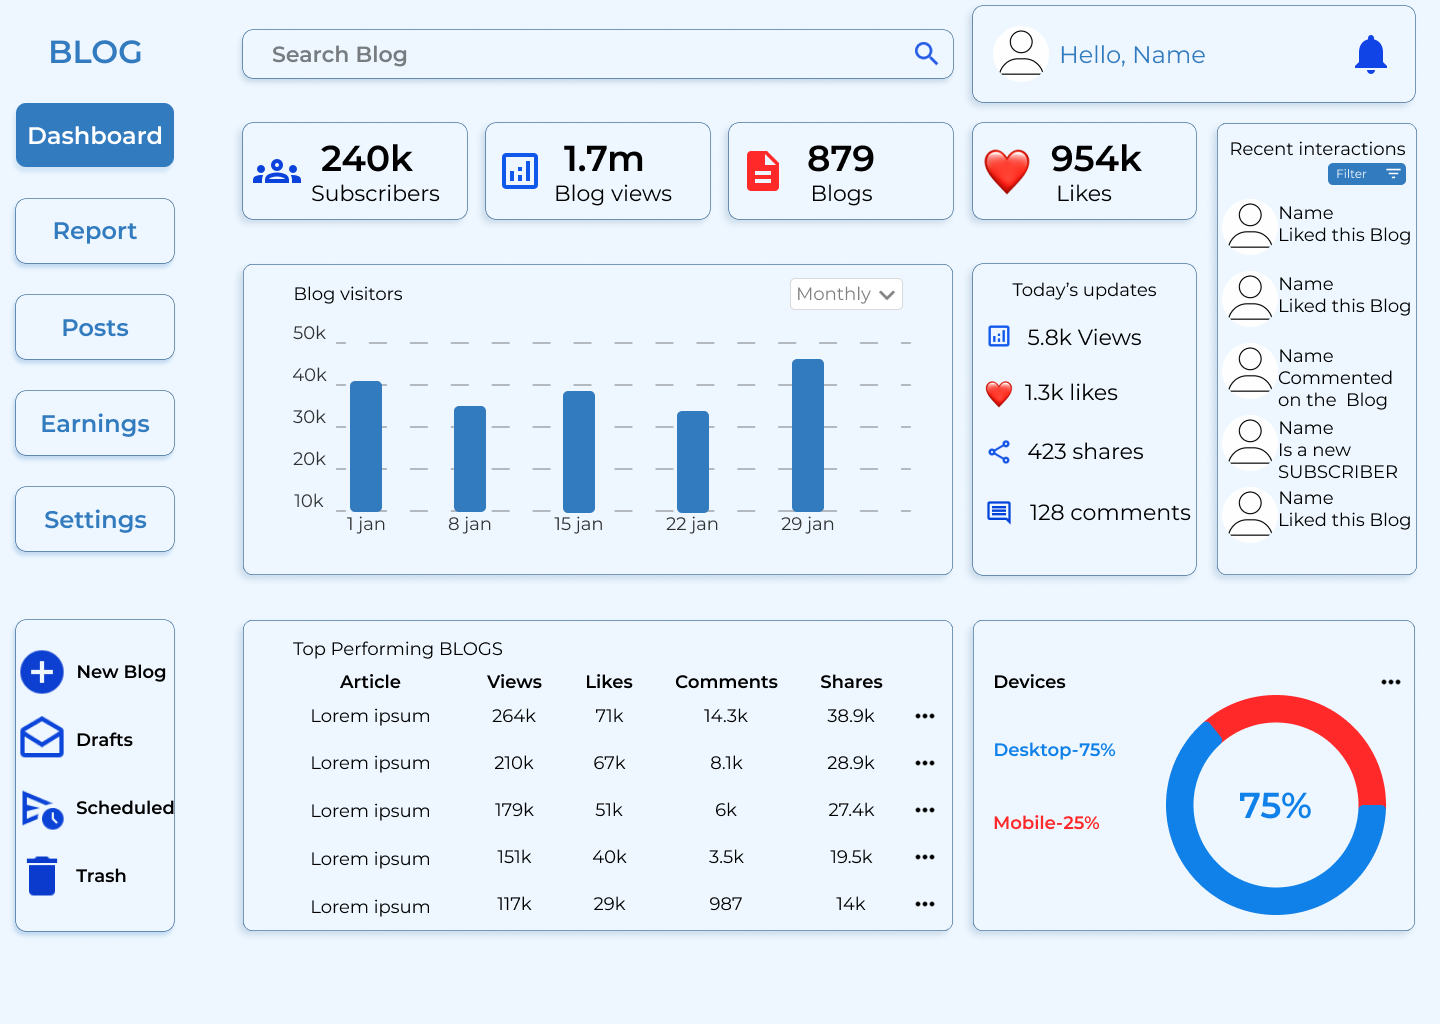 BLOG
Search Blog
Hello, Name
Dashboard
Report
Posts
Earnings
Settings
240k
Subscribers
1.7m
Blog views
879
Blogs
954k
Likes
Recent interactions
Filter
Name
Liked this Blog
Name
Liked this Blog
Name
Commented
on the Blog
Name
Is a new
SUBSCRIBER
Name
Liked this Blog
Blog visitors
Monthly
50k
40k
30k
20k
10k
1 jan 8 jan 15 jan 22 jan 29 jan
Today’s updates
5.8k Views
1.3k likes
423 shares
128 comments
New Blog
Drafts
Scheduled
Trash
Top Performing BLOGS
Article Views Likes Comments Shares
Lorem ipsum 264k 71k 14.3k 38.9k
Lorem ipsum 210k 67k 8.1k 28.9k
Lorem ipsum 179k 51k 6k 27.4k
Lorem ipsum 151k 40k 3.5k 19.5k
Lorem ipsum 117k 29k 987 14k
Devices
Desktop-75%
Mobile-25%
75%